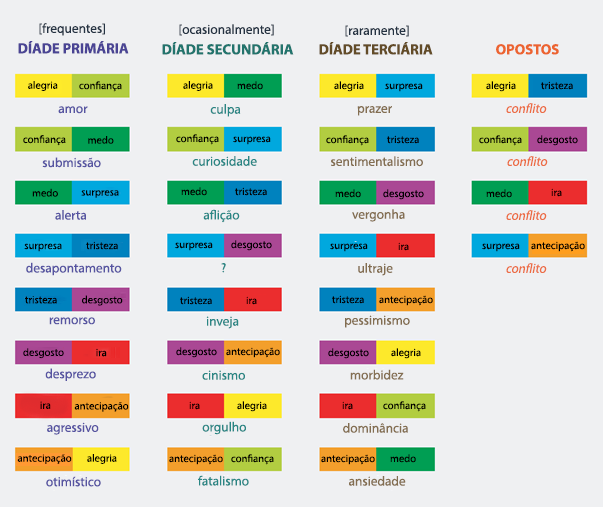 [frequentes] [ocasionalmente] [raramente]
DÍADE PRIMÁRIA DÍADE SECUNDÁRIA DÍADE TERCIÁRIA OPOSTOS
alegria confiança alegria medo alegria surpresa alegria tristeza
amor culpa prazer conflito
confiança medo confiança surpresa confiança tristeza confiança desgosto
submissão curiosidade sentimentalismo conflito
medo surpresa medo tristeza medo desgosto medo ira
alerta aflição vergonha conflito
surpresa tristeza surpresa desgosto surpresa ira surpresa antecipação
desapontamento ? ultraje conflito
tristeza desgosto tristeza ira tristeza antecipação
remorso inveja pessimismo
desgosto ira desgosto antecipação desgosto alegria
desprezo cinismo morbidez
ira antecipação ira alegria ira confiança
agressivo orgulho dominância
antecipação alegria antecipação confiança antecipação medo
otimístico fatalismo ansiedade